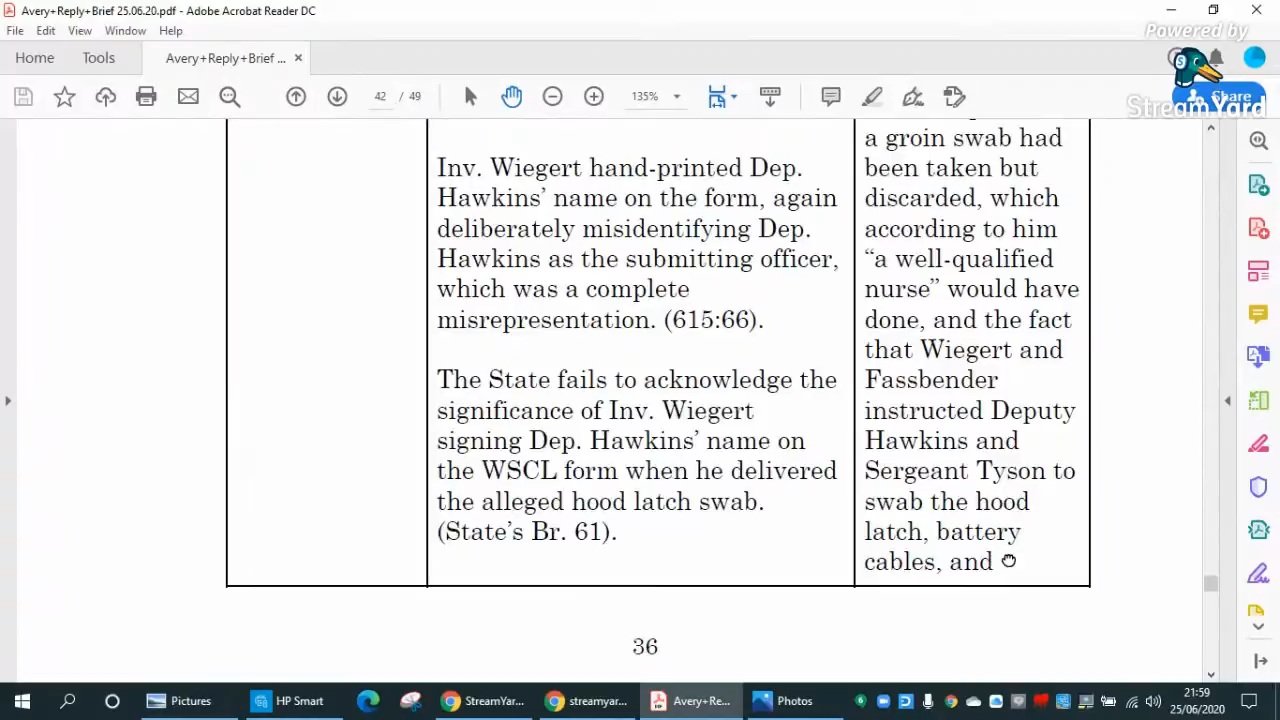 Avery+Reply+Brief 25.06.20.pdf - Adobe Acrobat Reader DC
File Edit View Window Help
Powered by
StreamYard
Home Tools Avery+Reply+Brief ... ×
Share
42 / 49
135%
Inv. Wiegert hand-printed Dep.
Hawkins’ name on the form, again
deliberately misidentifying Dep.
Hawkins as the submitting officer,
which was a complete
misrepresentation. (615:66).
The State fails to acknowledge the
significance of Inv. Wiegert
signing Dep. Hawkins’ name on
the WSCL form when he delivered
the alleged hood latch swab.
(State’s Br. 61).
a groin swab had
been taken but
discarded, which
according to him
“a well-qualified
nurse” would have
done, and the fact
that Wiegert and
Fassbender
instructed Deputy
Hawkins and
Sergeant Tyson to
swab the hood
latch, battery
cables, and
36
Pictures
HP Smart
StreamYar...
streamyar...
Avery+Re...
Photos
21:59
25/06/2020